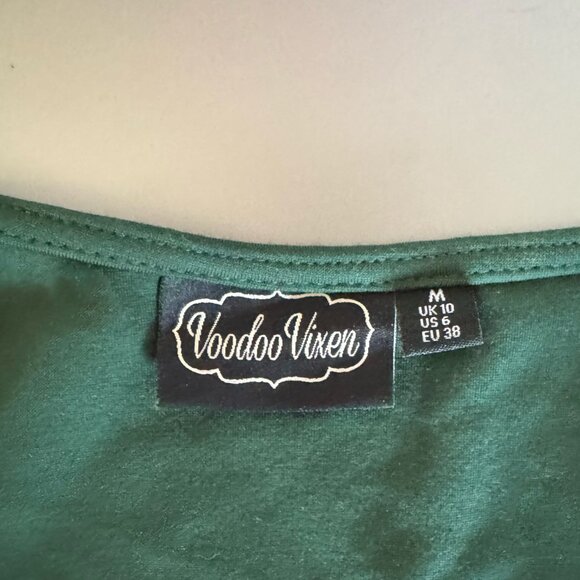 Voodoo Vixen
M
UK 10
US 6
EU 38